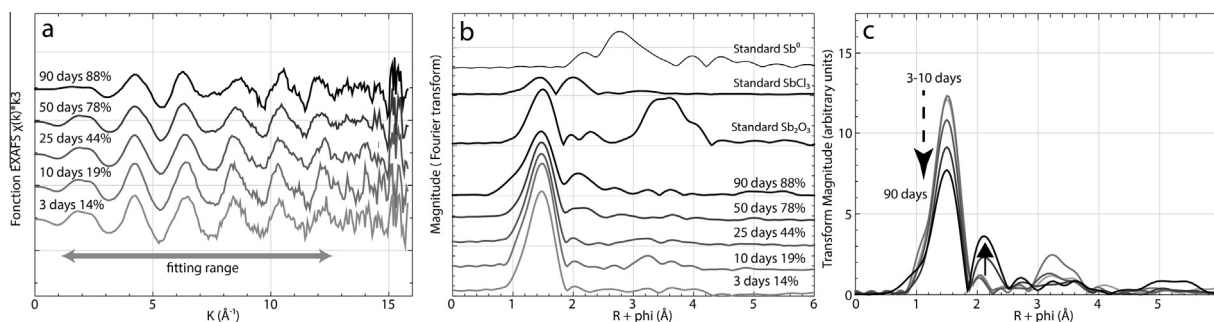 a
Fonction EXAFS χ(k)*k3
90 days 88%
50 days 78%
25 days 44%
10 days 19%
3 days 14%
fitting range
0 5 10 15
K (Å⁻¹)
b
Magnitude ( Fourier transform)
Standard Sb⁰
Standard SbCl₃
Standard Sb₂O₃
90 days 88%
50 days 78%
25 days 44%
10 days 19%
3 days 14%
0 1 2 3 4 5 6
R + phi (Å)
c
Transform Magnitude (arbitrary units)
15
10
5
0
3-10 days
90 days
0 1 2 3 4 5
R + phi (Å)